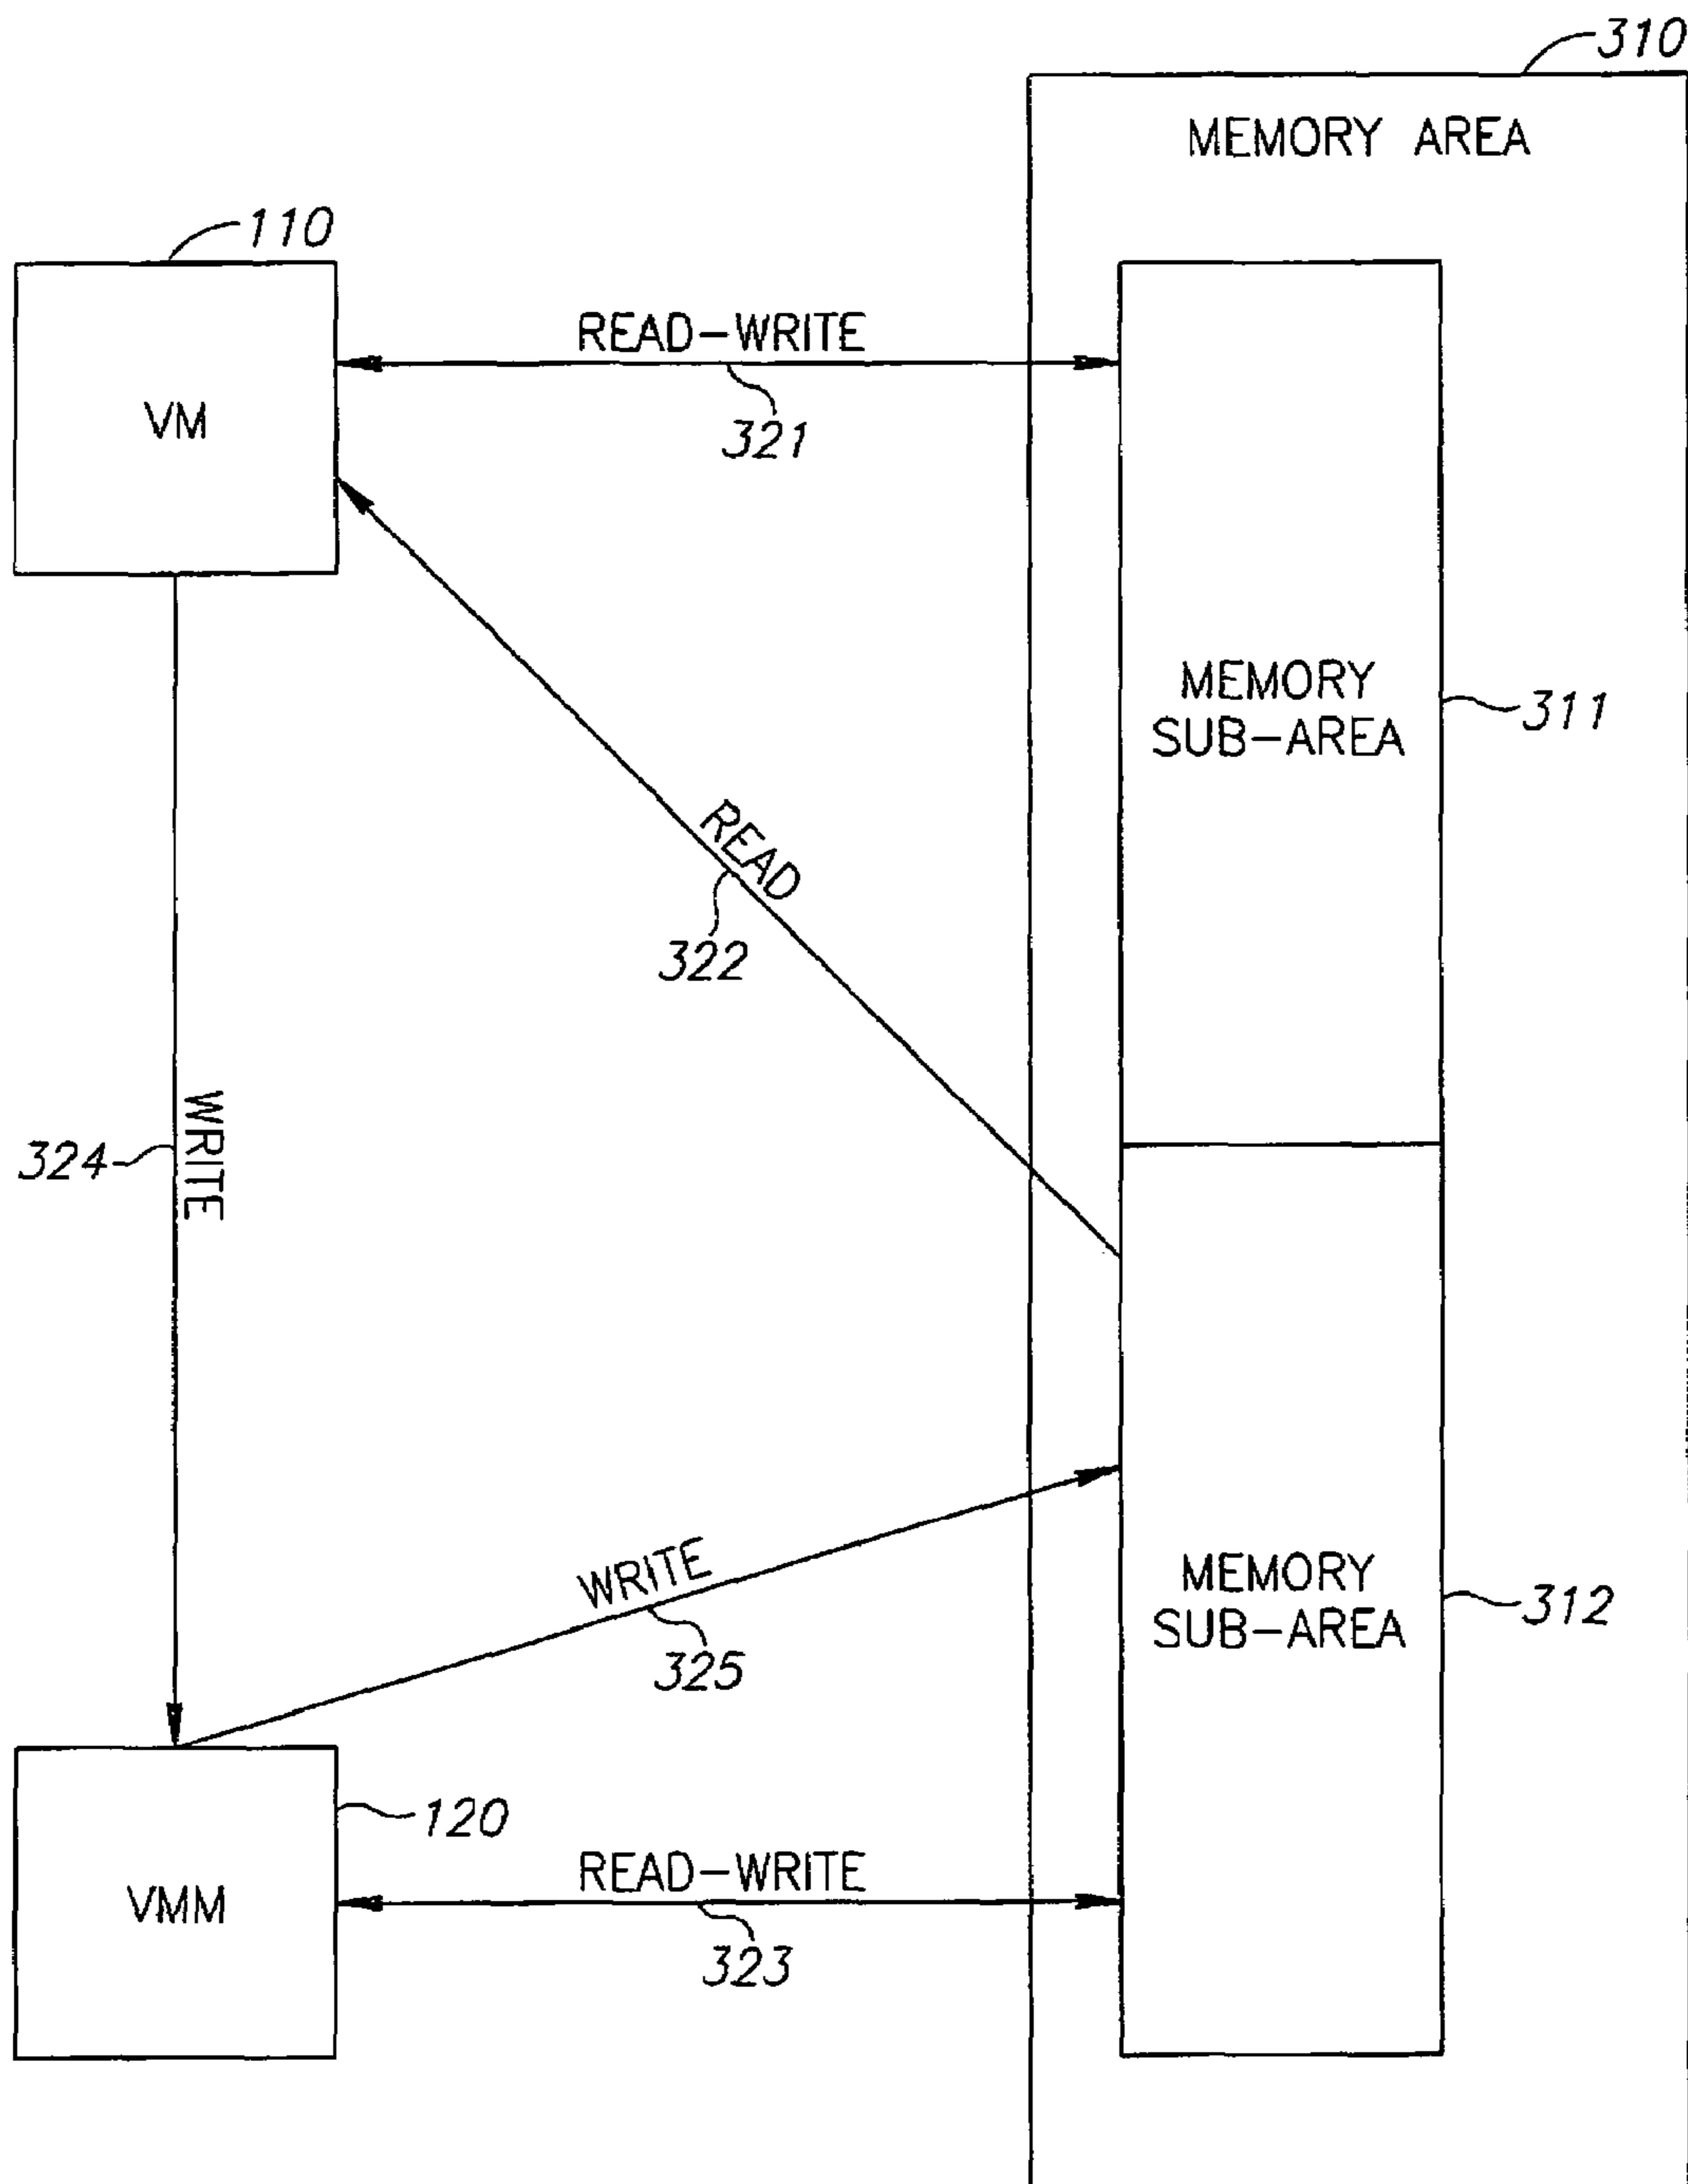 310
MEMORY AREA
110
READ-WRITE
VM
321
MEMORY
SUB-AREA
311
READ
322
WRITE
324
MEMORY
SUB-AREA
312
WRITE
325
120
READ-WRITE
VMM
323